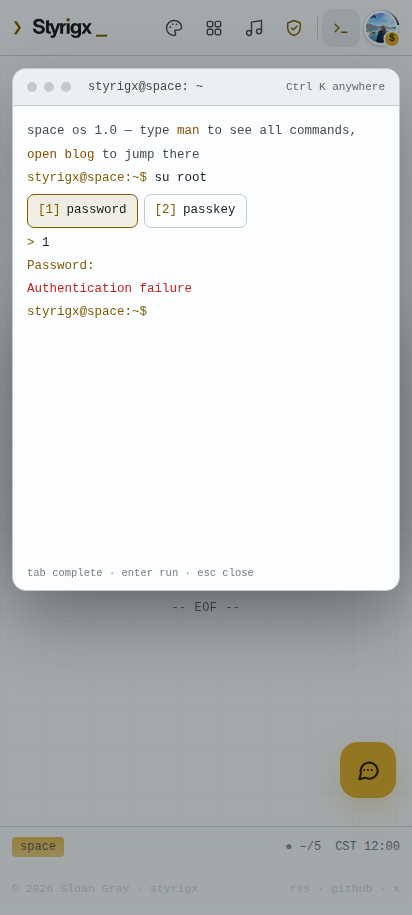 ❯ Styrigx _
$
styrigx@space: ~ Ctrl K anywhere
space os 1.0 — type man to see all commands,
open blog to jump there
styrigx@space:~$ su root
[1] password [2] passkey
> 1
Password:
Authentication failure
styrigx@space:~$
tab complete · enter run · esc close
-- EOF --
space ● –/5 CST 12:00
© 2026 Sloan Gray · styrigx rss · github · x